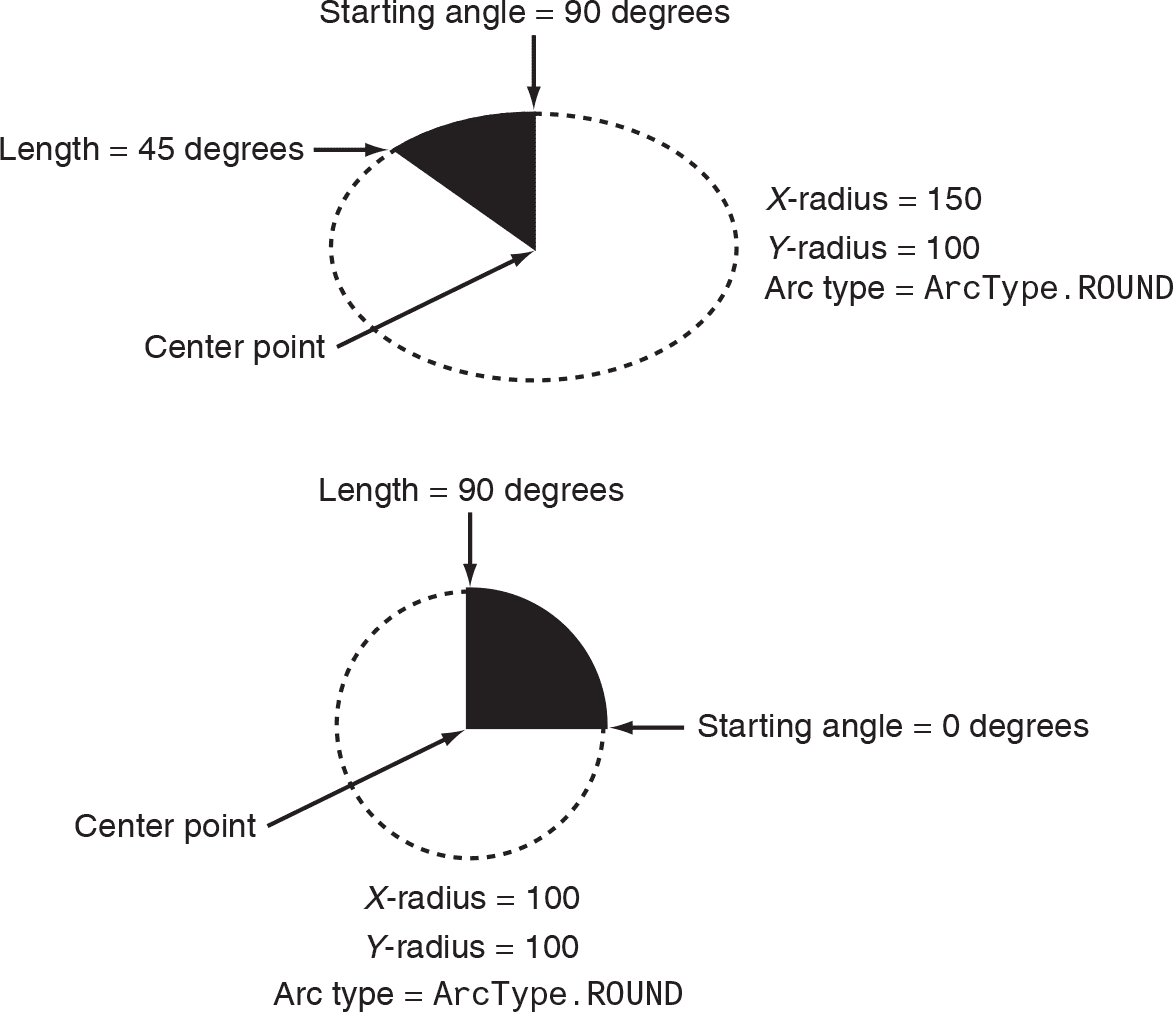 Starting angle = 90 degrees
Length = 45 degrees
X-radius = 150
Y-radius = 100
Arc type = ArcType.ROUND
Center point
Length = 90 degrees
Starting angle = 0 degrees
Center point
X-radius = 100
Y-radius = 100
Arc type = ArcType.ROUND